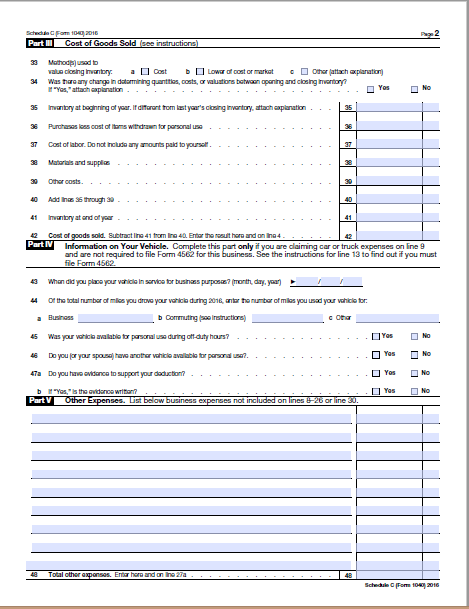 Schedule C (Form 1040) 2016 Page 2
Part III Cost of Goods Sold (see instructions)
33 Method(s) used to
value closing inventory: a Cost b Lower of cost or market c Other (attach explanation)
34 Was there any change in determining quantities, costs, or valuations between opening and closing inventory?
If "Yes," attach explanation . . . . . . . . . . . . . . . . . . Yes No
35 Inventory at beginning of year. If different from last year's closing inventory, attach explanation . . . 35
36 Purchases less cost of items withdrawn for personal use . . . . . . . . . . . 36
37 Cost of labor. Do not include any amounts paid to yourself . . . . . . . . . . . 37
38 Materials and supplies . . . . . . . . . . . . . . . . . 38
39 Other costs . . . . . . . . . . . . . . . . . . . 39
40 Add lines 35 through 39 . . . . . . . . . . . . . . . . 40
41 Inventory at end of year . . . . . . . . . . . . . . . . 41
42 Cost of goods sold. Subtract line 41 from line 40. Enter the result here and on line 4 . . . . . 42
Part IV Information on Your Vehicle. Complete this part only if you are claiming car or truck expenses on line 9
and are not required to file Form 4562 for this business. See the instructions for line 13 to find out if you must
file Form 4562.
43 When did you place your vehicle in service for business purposes? (month, day, year) ▶ / /
44 Of the total number of miles you drove your vehicle during 2016, enter the number of miles you used your vehicle for:
a Business b Commuting (see instructions) c Other
45 Was your vehicle available for personal use during off-duty hours? . . . . . . . . . . . Yes No
46 Do you (or your spouse) have another vehicle available for personal use? . . . . . . . . . . Yes No
47a Do you have evidence to support your deduction? . . . . . . . . . . . . . . Yes No
b If "Yes," is the evidence written? . . . . . . . . . . . . . . . . . Yes No
Part V Other Expenses. List below business expenses not included on lines 8–26 or line 30.
48 Total other expenses. Enter here and on line 27a . . . . . . . . . . . . 48
Schedule C (Form 1040) 2016